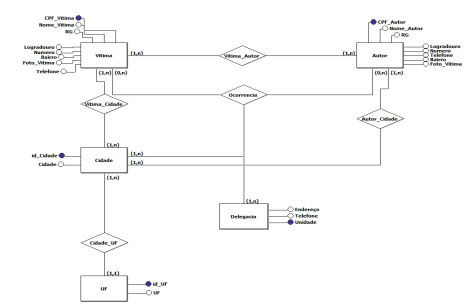 CPF_Vitima
Nome_Vitima
RG
Logradouro
Numero
Bairro
Foto_Vitima
Telefone
Vitima
(1,n)
(1,n)
(0,n)
Vitima_Autor
CPF_Autor
Nome_Autor
RG
Logradouro
Numero
Telefone
Bairro
Foto_Vitima
(1,n)
Autor
(0,n)
(1,n)
Ocorrencia
Vitima_Cidade
Autor_Cidade
(1,n)
id_Cidade
Cidade
Cidade
(1,n)
(1,n)
(1,n)
(1,n)
Delegacia
Endereço
Telefone
Unidade
Cidade_UF
(1,1)
UF
id_UF
UF